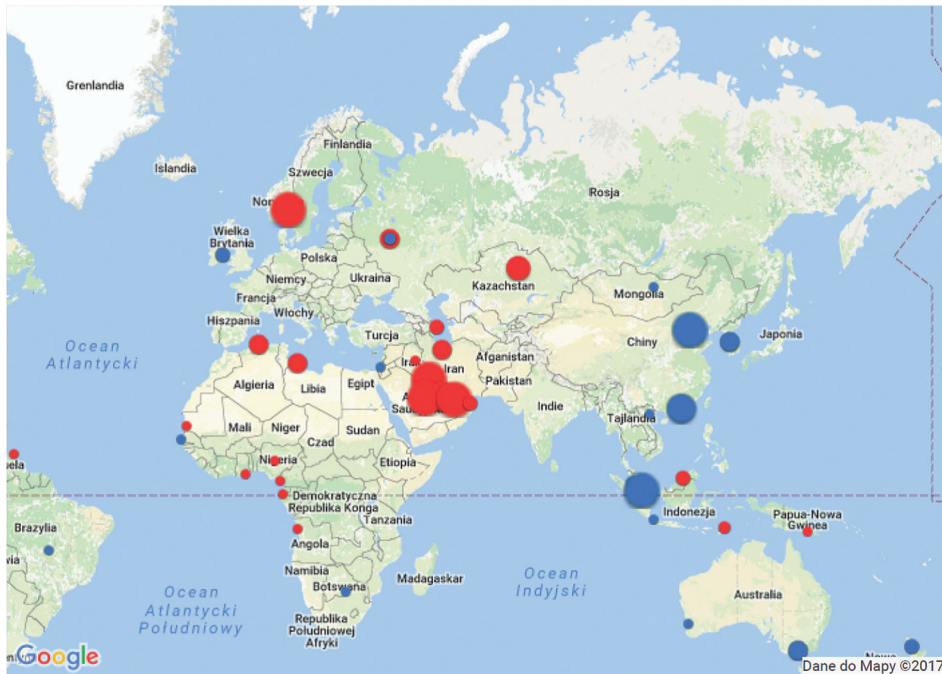 Grenlandia
Finlandia
Islandia
Szwecja
Rosja
Nor
Wielka
Brytania
Polska
Niemcy
Ukraina
Kazachstan
Mongolia
Francja
Włochy
Hiszpania
Turcja
Chiny
Japonia
Ocean
Atlantycki
Afganistan
Iran
Algieria
Libia
Egipt
Pakistan
Indie
Tajlandia
Mali
Niger
Sudan
Czad
Nigeria
Etiopia
uela
Demokratyczna
Republika Konga
Indonezja
Papua-Nowa
Gwinea
Tanzania
Brazylia
Angola
wia
Namibia
Botswana
Madagaskar
Ocean
Indyjski
Australia
Ocean
Atlantycki
Południowy
Republika
Południowej
Afryki
Google
Dane do Mapy ©2017